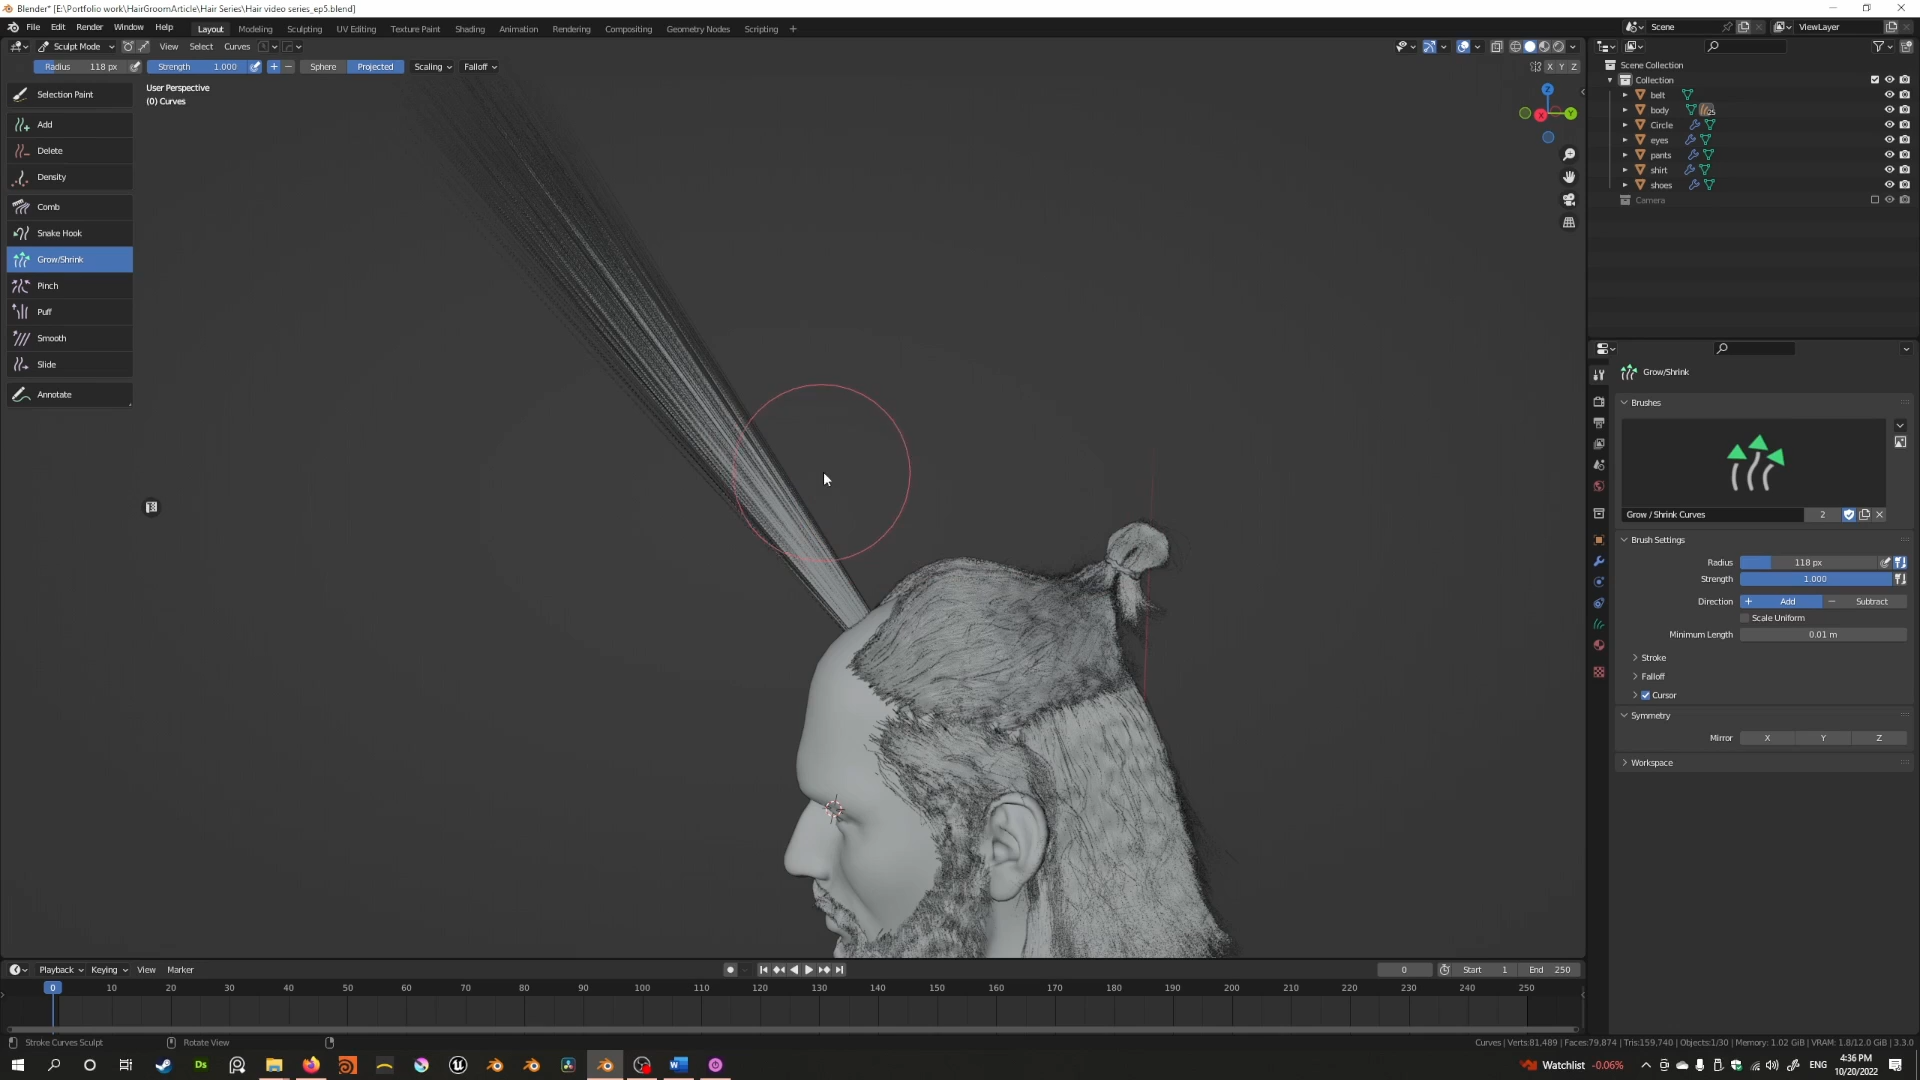 Blender* [E:\Portfolio work\HairGroomArticle\Hair Series\Hair video series_ep5.blend]
File Edit Render Window Help Layout Modeling Sculpting UV Editing Texture Paint Shading Animation Rendering Compositing Geometry Nodes Scripting + Scene ViewLayer
Sculpt Mode View Select Curves
Radius 118 px Strength 1.000 + − Sphere Projected Scaling Falloff X Y Z
User Perspective
(0) Curves
Selection Paint
Add
Delete
Density
Comb
Snake Hook
Grow/Shrink
Pinch
Puff
Smooth
Slide
Annotate
Z
X
Y
Scene Collection
Collection
belt
body 25
Circle
eyes
pants
shirt
shoes
Camera
Grow/Shrink
Brushes
Grow / Shrink Curves 2
Brush Settings
Radius 118 px
Strength 1.000
Direction + Add − Subtract
Scale Uniform
Minimum Length 0.01 m
Stroke
Falloff
Cursor
Symmetry
Mirror X Y Z
Workspace
Playback Keying View Marker 0 Start 1 End 250
0 10 20 30 40 50 60 70 80 90 100 110 120 130 140 150 160 170 180 190 200 210 220 230 240 250
Stroke Curves Sculpt Rotate View Curves | Verts:81,489 | Faces:79,874 | Tris:159,740 | Objects:1/30 | Memory: 1.02 GiB | VRAM: 1.8/12.0 GiB | 3.3.0
Ds Watchlist -0.06% ENG 4:36 PM
10/20/2022